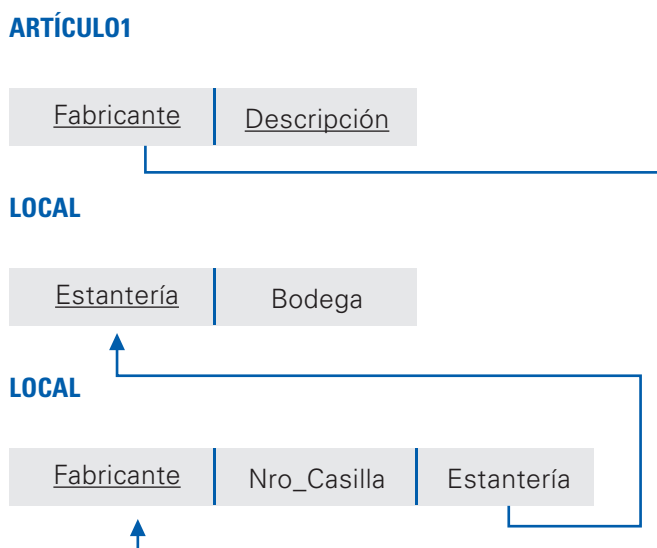 ARTÍCULO1
Fabricante Descripción
LOCAL
Estantería Bodega
LOCAL
Fabricante Nro_Casilla Estantería